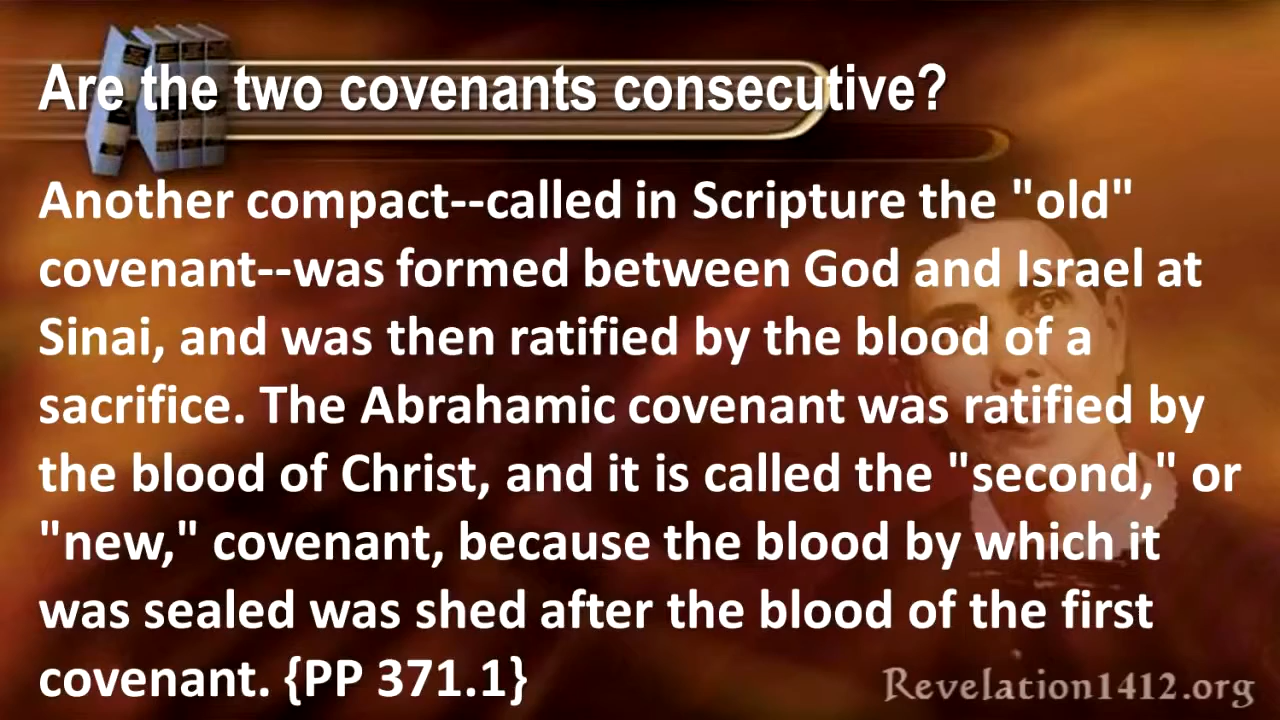 Are the two covenants consecutive?
Another compact--called in Scripture the "old"
covenant--was formed between God and Israel at
Sinai, and was then ratified by the blood of a
sacrifice. The Abrahamic covenant was ratified by
the blood of Christ, and it is called the "second," or
"new," covenant, because the blood by which it
was sealed was shed after the blood of the first
covenant. {PP 371.1}
Revelation1412.org